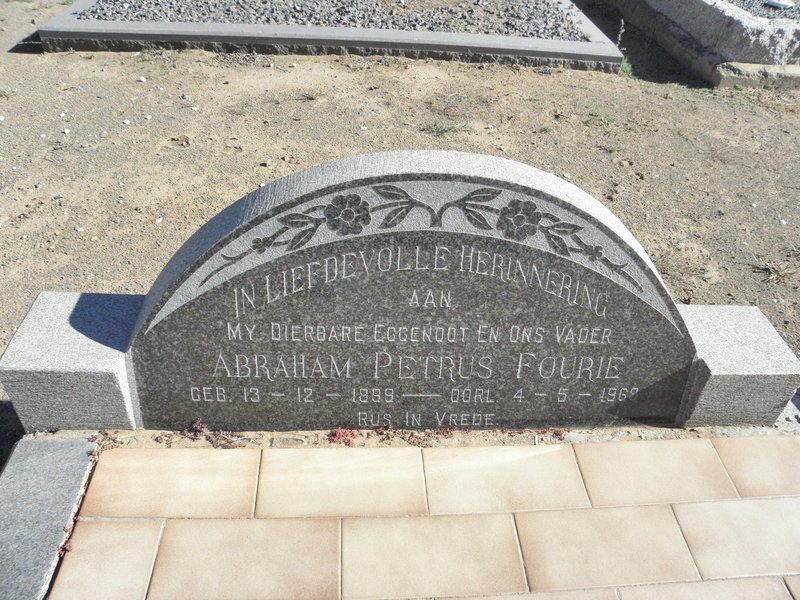 IN LIEFDEVOLLE HERINNERING
AAN
MY DIERBARE EGGENOOT EN ONS VADER
ABRAHAM PETRUS FOURIE
GEB. 13 - 12 - 1899 — OORL. 4 - 5 - 1968
RUS IN VREDE